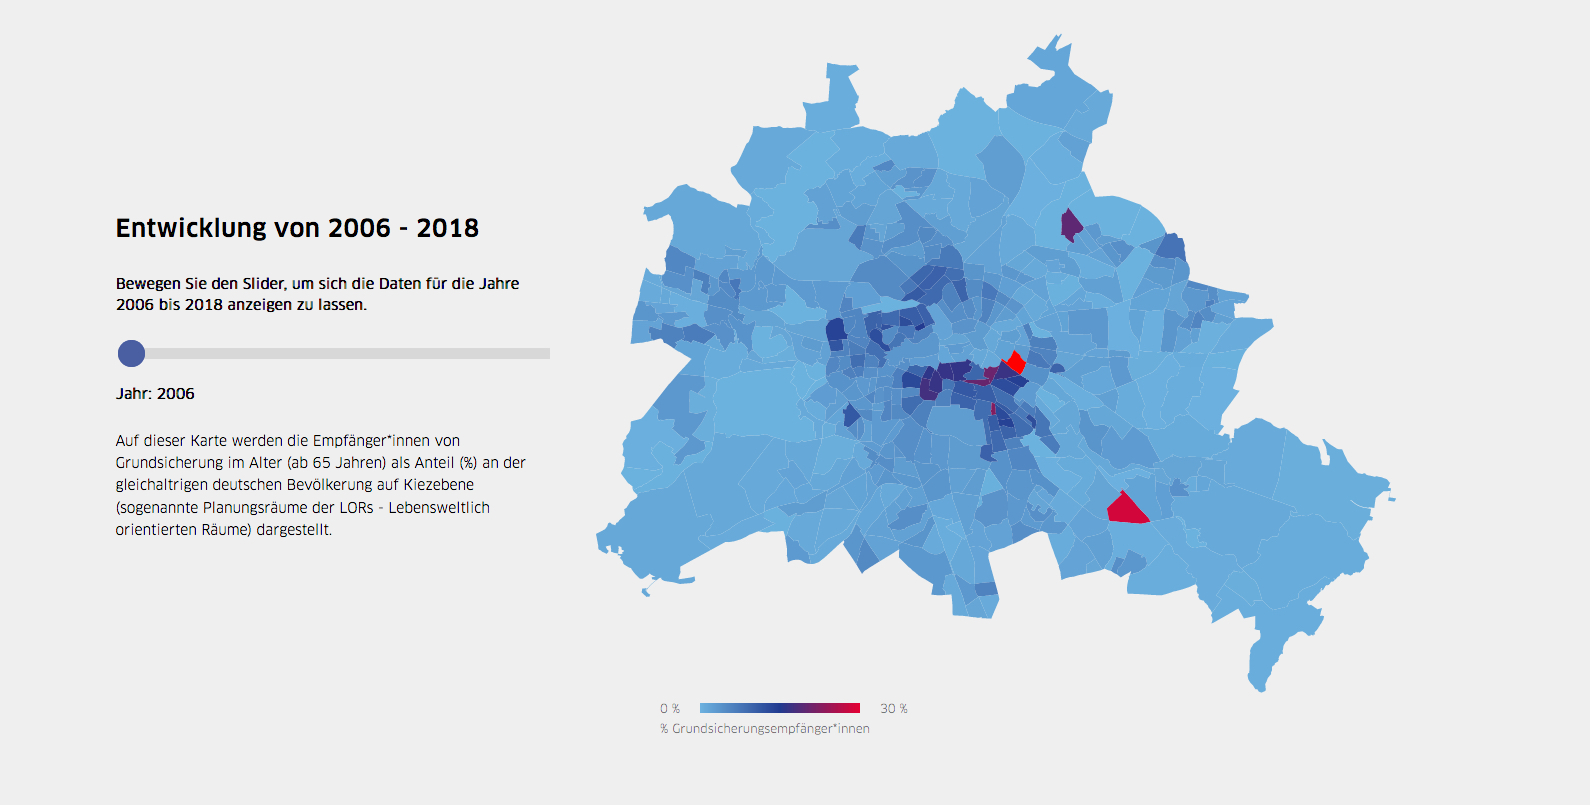 Entwicklung von 2006 - 2018
Bewegen Sie den Slider, um sich die Daten für die Jahre
2006 bis 2018 anzeigen zu lassen.
Jahr: 2006
Auf dieser Karte werden die Empfänger*innen von
Grundsicherung im Alter (ab 65 Jahren) als Anteil (%) an der
gleichaltrigen deutschen Bevölkerung auf Kiezebene
(sogenannte Planungsräume der LORs - Lebensweltlich
orientierten Räume) dargestellt.
0 % 30 %
% Grundsicherungsempfänger*innen